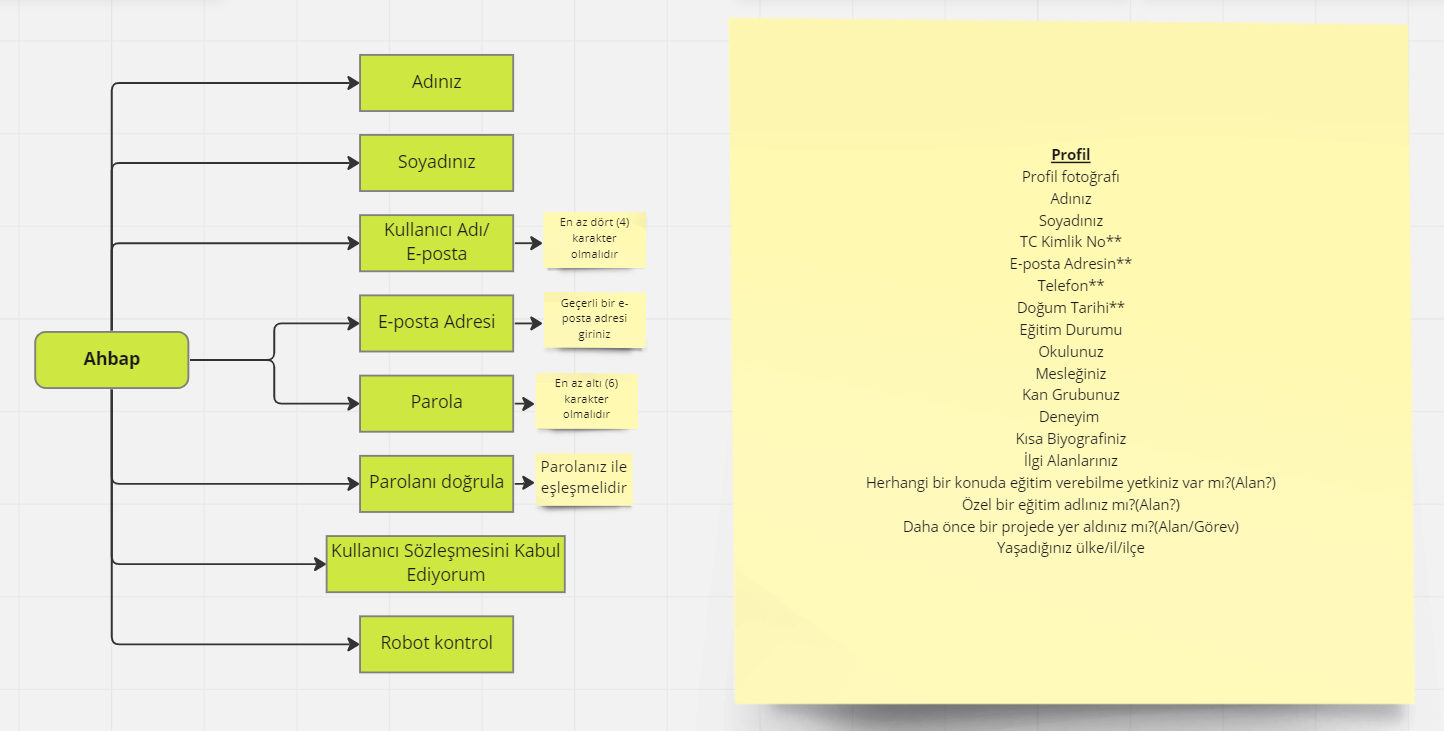 Adınız
Soyadınız
Kullanıcı Adı/
E-posta
En az dört (4)
karakter
olmalıdır
E-posta Adresi
Geçerli bir e-
posta adresi
giriniz
Ahbap
Parola
En az altı (6)
karakter
olmalıdır
Parolanı doğrula
Parolanız ile
eşleşmelidir
Kullanıcı Sözleşmesini Kabul
Ediyorum
Robot kontrol
Profil
Profil fotoğrafı
Adınız
Soyadınız
TC Kimlik No**
E-posta Adresin**
Telefon**
Doğum Tarihi**
Eğitim Durumu
Okulunuz
Mesleğiniz
Kan Grubunuz
Deneyim
Kısa Biyografiniz
İlgi Alanlarınız
Herhangi bir konuda eğitim verebilme yetkiniz var mı?(Alan?)
Özel bir eğitim adlınız mı?(Alan?)
Daha önce bir projede yer aldınız mı?(Alan/Görev)
Yaşadığınız ülke/il/ilçe